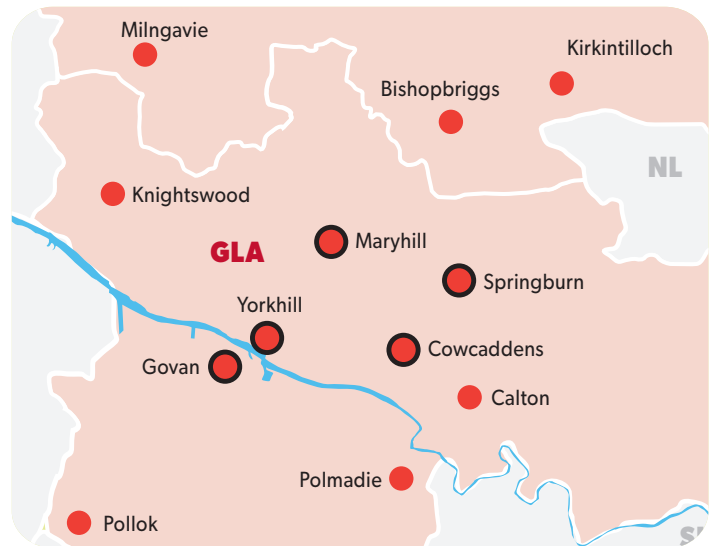 Milngavie
Kirkintilloch
Bishopbriggs
NL
Knightswood
Maryhill
GLA
Springburn
Yorkhill
Cowcaddens
Govan
Calton
Polmadie
Pollok